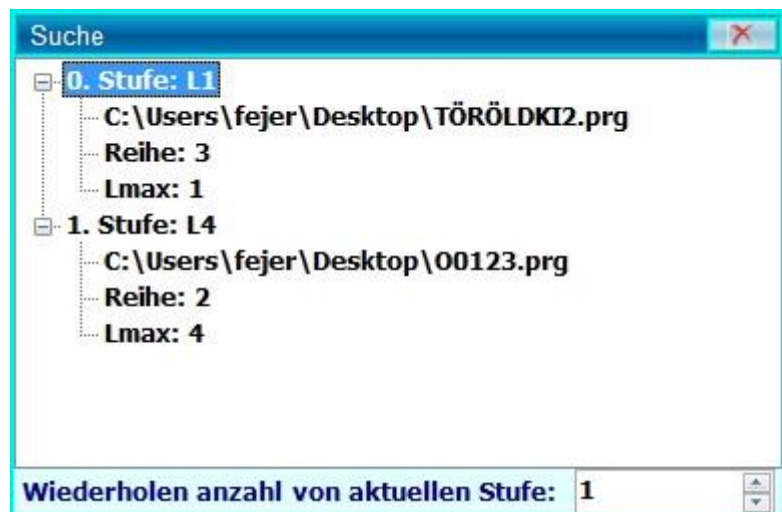 Suche
0. Stufe: L1
C:\Users\fejer\Desktop\TÖRÖLDKI2.prg
Reihe: 3
Lmax: 1
1. Stufe: L4
C:\Users\fejer\Desktop\O0123.prg
Reihe: 2
Lmax: 4
Wiederholen anzahl von aktuellen Stufe: 1